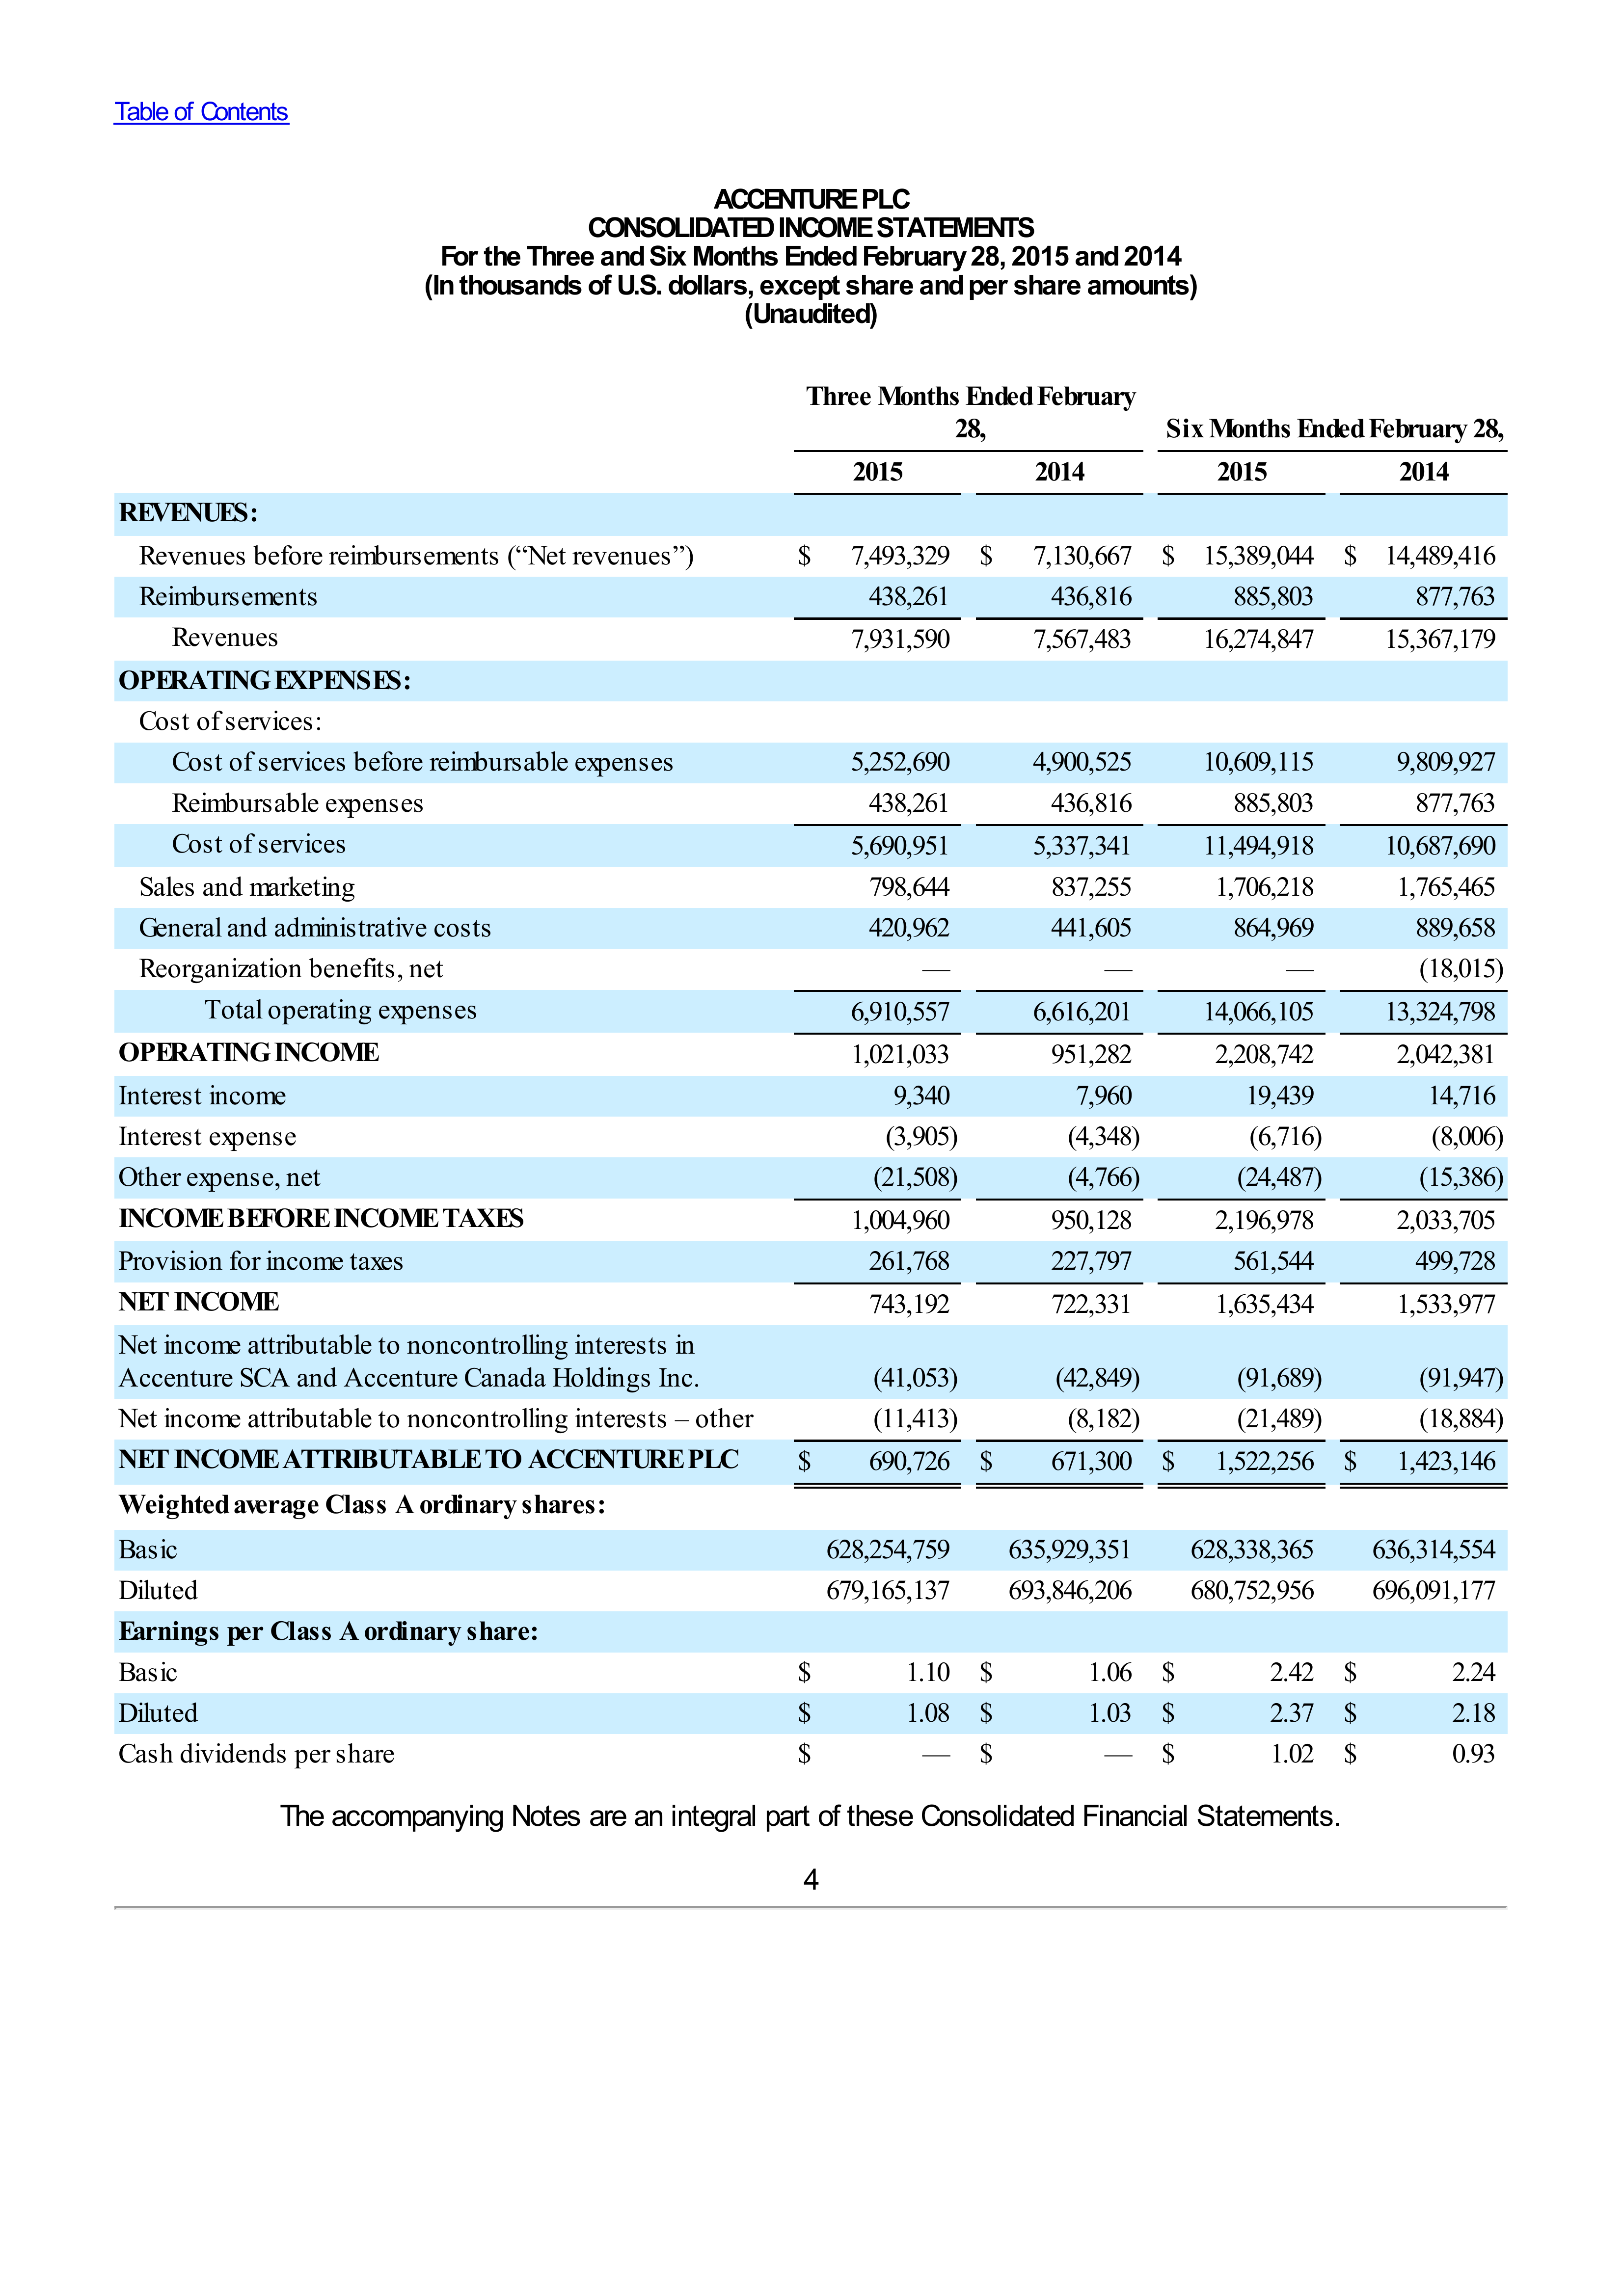 Table of Contents
ACCENTURE PLC
CONSOLIDATED INCOME STATEMENTS
For the Three and Six Months Ended February 28, 2015 and 2014
(In thousands of U.S. dollars, except share and per share amounts)
(Unaudited)
Three Months Ended February
28, Six Months Ended February 28,
2015 2014 2015 2014
REVENUES:
Revenues before reimbursements (“Net revenues”) $ 7,493,329 $ 7,130,667 $ 15,389,044 $ 14,489,416
Reimbursements 438,261 436,816 885,803 877,763
Revenues 7,931,590 7,567,483 16,274,847 15,367,179
OPERATING EXPENSES:
Cost of services:
Cost of services before reimbursable expenses 5,252,690 4,900,525 10,609,115 9,809,927
Reimbursable expenses 438,261 436,816 885,803 877,763
Cost of services 5,690,951 5,337,341 11,494,918 10,687,690
Sales and marketing 798,644 837,255 1,706,218 1,765,465
General and administrative costs 420,962 441,605 864,969 889,658
Reorganization benefits, net — — — (18,015)
Total operating expenses 6,910,557 6,616,201 14,066,105 13,324,798
OPERATING INCOME 1,021,033 951,282 2,208,742 2,042,381
Interest income 9,340 7,960 19,439 14,716
Interest expense (3,905) (4,348) (6,716) (8,006)
Other expense, net (21,508) (4,766) (24,487) (15,386)
INCOME BEFORE INCOME TAXES 1,004,960 950,128 2,196,978 2,033,705
Provision for income taxes 261,768 227,797 561,544 499,728
NET INCOME 743,192 722,331 1,635,434 1,533,977
Net income attributable to noncontrolling interests in
Accenture SCA and Accenture Canada Holdings Inc. (41,053) (42,849) (91,689) (91,947)
Net income attributable to noncontrolling interests – other (11,413) (8,182) (21,489) (18,884)
NET INCOME ATTRIBUTABLE TO ACCENTURE PLC $ 690,726 $ 671,300 $ 1,522,256 $ 1,423,146
Weighted average Class A ordinary shares:
Basic 628,254,759 635,929,351 628,338,365 636,314,554
Diluted 679,165,137 693,846,206 680,752,956 696,091,177
Earnings per Class A ordinary share:
Basic $ 1.10 $ 1.06 $ 2.42 $ 2.24
Diluted $ 1.08 $ 1.03 $ 2.37 $ 2.18
Cash dividends per share $ — $ — $ 1.02 $ 0.93
The accompanying Notes are an integral part of these Consolidated Financial Statements.
4